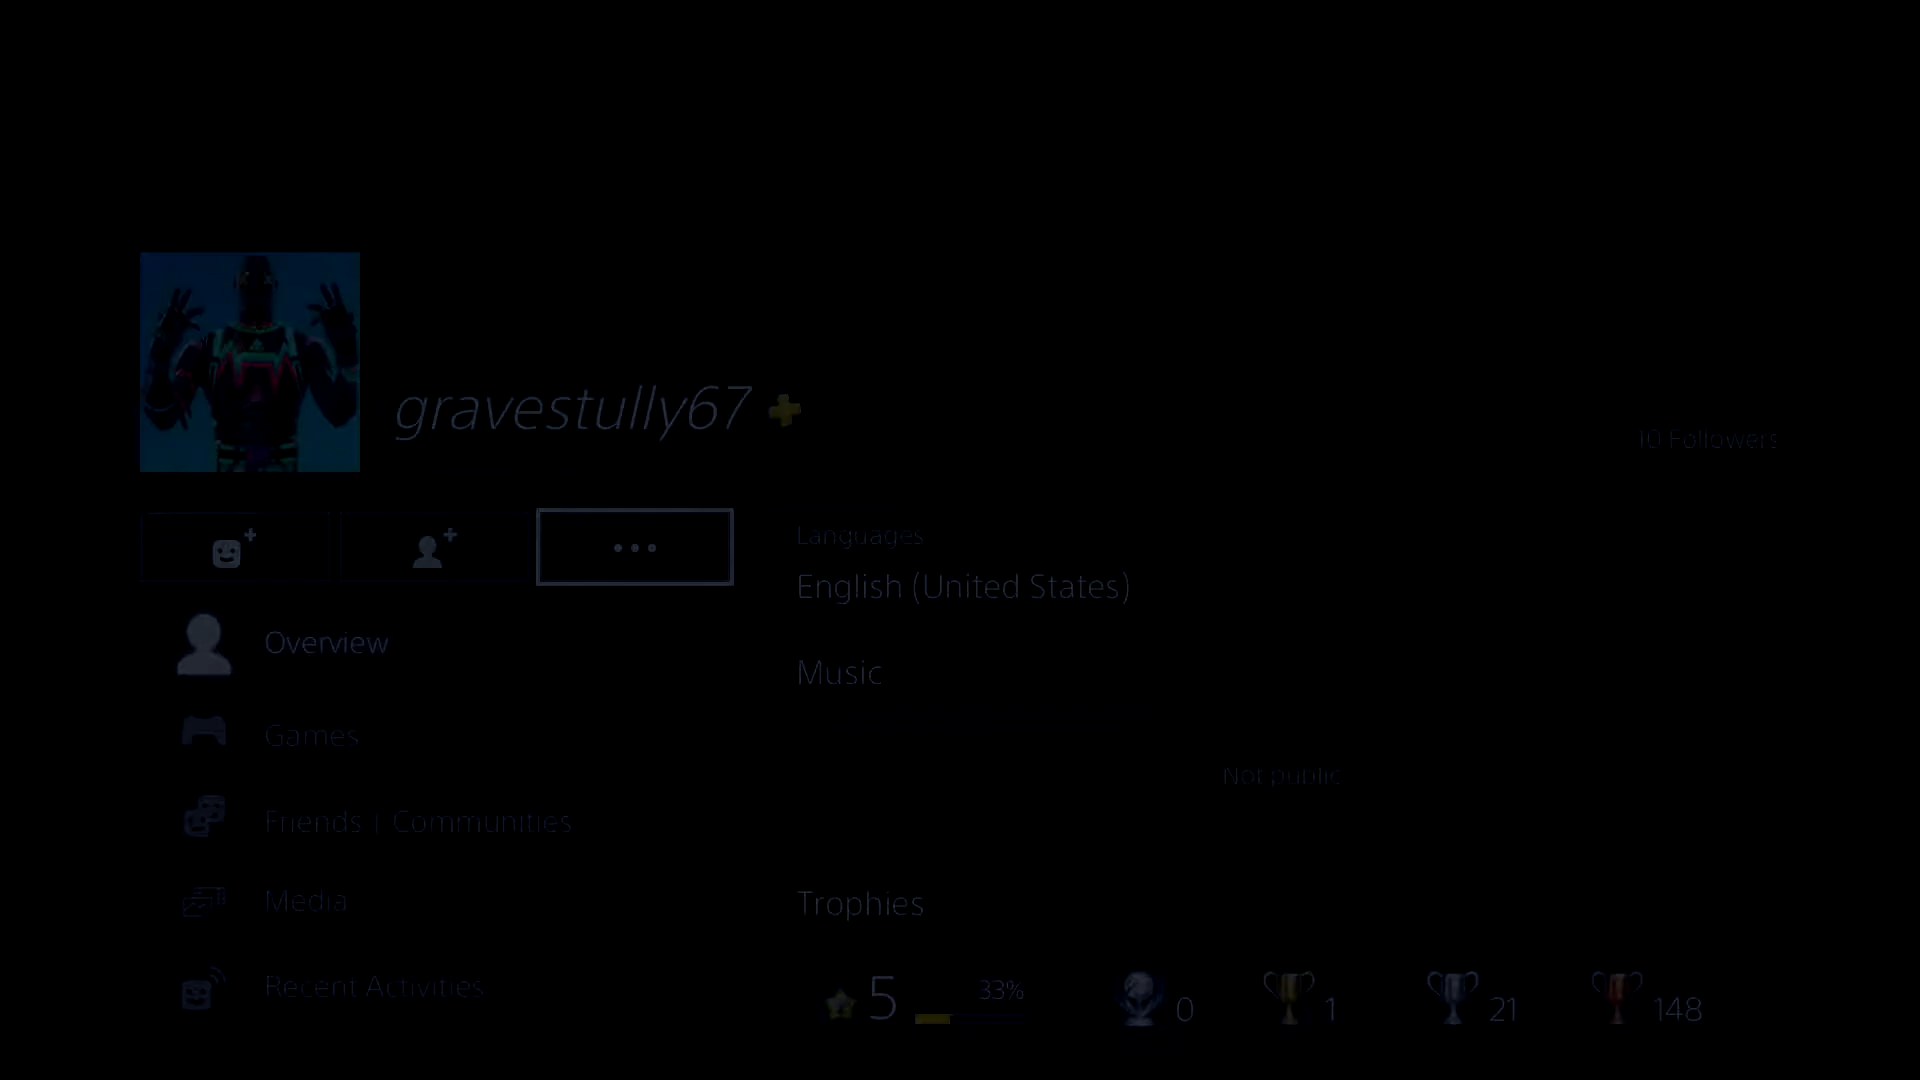 gravestully67
10 Followers
Languages
English (United States)
Overview
Music
Games
Not public
Friends | Communities
Media
Trophies
Recent Activities
5
33%
0
1
21
148